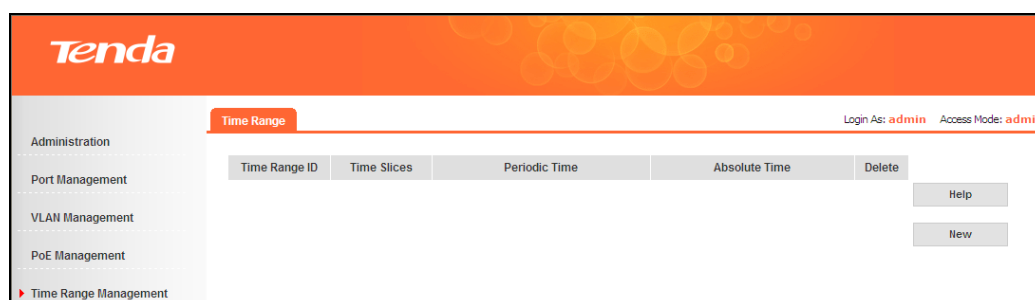 Tenda
Time Range
Login As: admin Access Mode: admi
Administration
Port Management
VLAN Management
PoE Management
Time Range Management
Time Range ID Time Slices Periodic Time Absolute Time Delete
Help
New